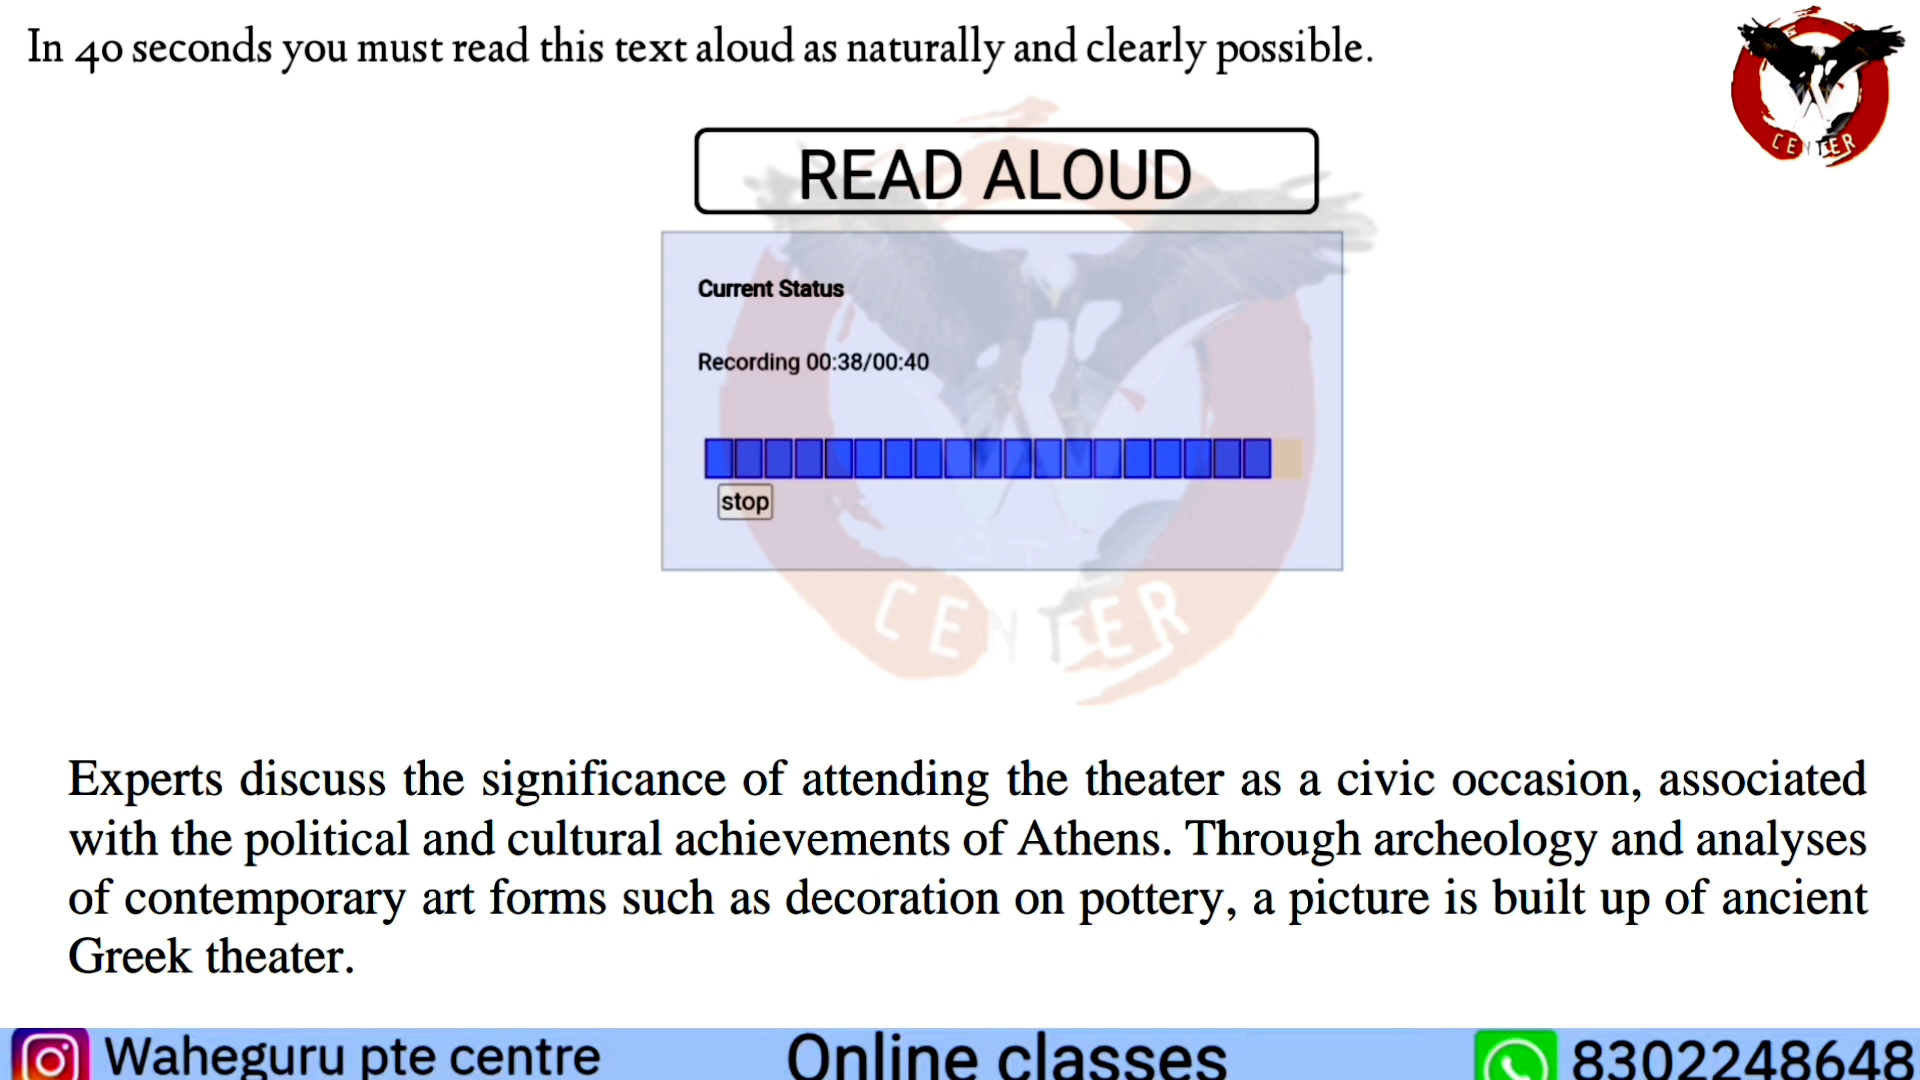 In 40 seconds you must read this text aloud as naturally and clearly possible.
CENTER
READ ALOUD
Current Status
Recording 00:38/00:40
stop
CENTER
Experts discuss the significance of attending the theater as a civic occasion, associated
with the political and cultural achievements of Athens. Through archeology and analyses
of contemporary art forms such as decoration on pottery, a picture is built up of ancient
Greek theater.
Waheguru pte centre
Online classes
8302248648